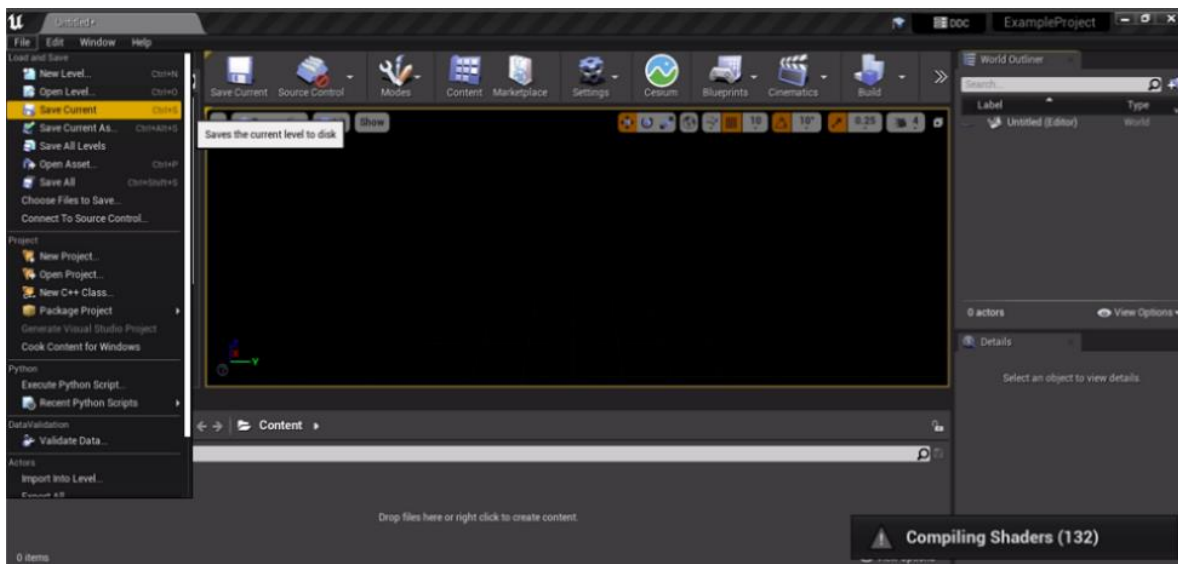 Untitled*
DDC
ExampleProject
File Edit Window Help
Load and Save
New Level... Ctrl+N
Open Level... Ctrl+O
Save Current Ctrl+S
Save Current As... Ctrl+Alt+S
Save All Levels
Open Asset... Ctrl+P
Save All Ctrl+Shift+S
Choose Files to Save...
Connect To Source Control...
Project
New Project...
Open Project...
New C++ Class...
Package Project
Generate Visual Studio Project
Cook Content for Windows
Python
Execute Python Script...
Recent Python Scripts
DataValidation
Validate Data...
Actors
Import Into Level...
Export All...
Save Current Source Control Modes Content Marketplace Settings Cesium Blueprints Cinematics Build
Show
10 10° 0.25 4
Saves the current level to disk
X Y
Content
Drop files here or right click to create content.
0 items
World Outliner
Search...
Label Type
Untitled (Editor) World
0 actors View Options
Details
Select an object to view details.
Compiling Shaders (132)
View Options